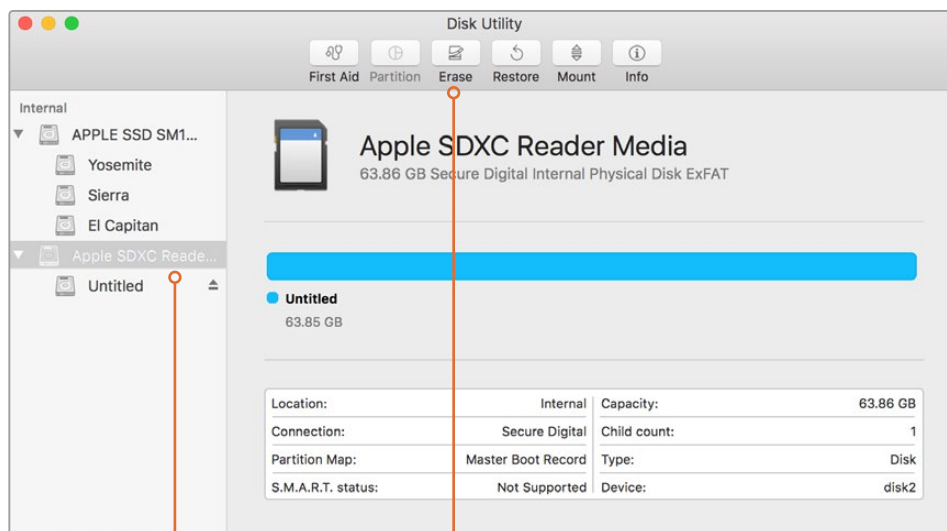 Disk Utility
First Aid Partition Erase Restore Mount Info
Internal
APPLE SSD SM1...
Yosemite
Sierra
El Capitan
Apple SDXC Reade...
Untitled
Apple SDXC Reader Media
63.86 GB Secure Digital Internal Physical Disk ExFAT
Untitled
63.85 GB
Location: Internal Capacity: 63.86 GB
Connection: Secure Digital Child count: 1
Partition Map: Master Boot Record Type: Disk
S.M.A.R.T. status: Not Supported Device: disk2